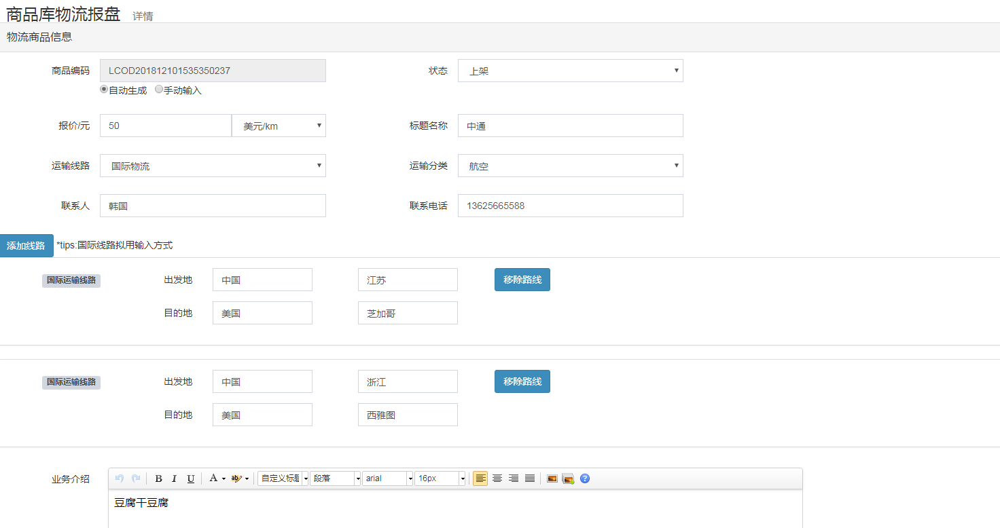 商品库物流报盘 详情
物流商品信息
商品编码 LCOD201812101535350237 状态 上架
自动生成 手动输入
报价/元 50 美元/km 标题名称 中通
运输线路 国际物流 运输分类 航空
联系人 韩国 联系电话 13625665588
添加线路 *tips:国际线路拟用输入方式
国际运输线路 出发地 中国 江苏 移除路线
目的地 美国 芝加哥
国际运输线路 出发地 中国 浙江 移除路线
目的地 美国 西雅图
业务介绍 B I U A ab 自定义标题 段落 arial 16px ?
豆腐干豆腐